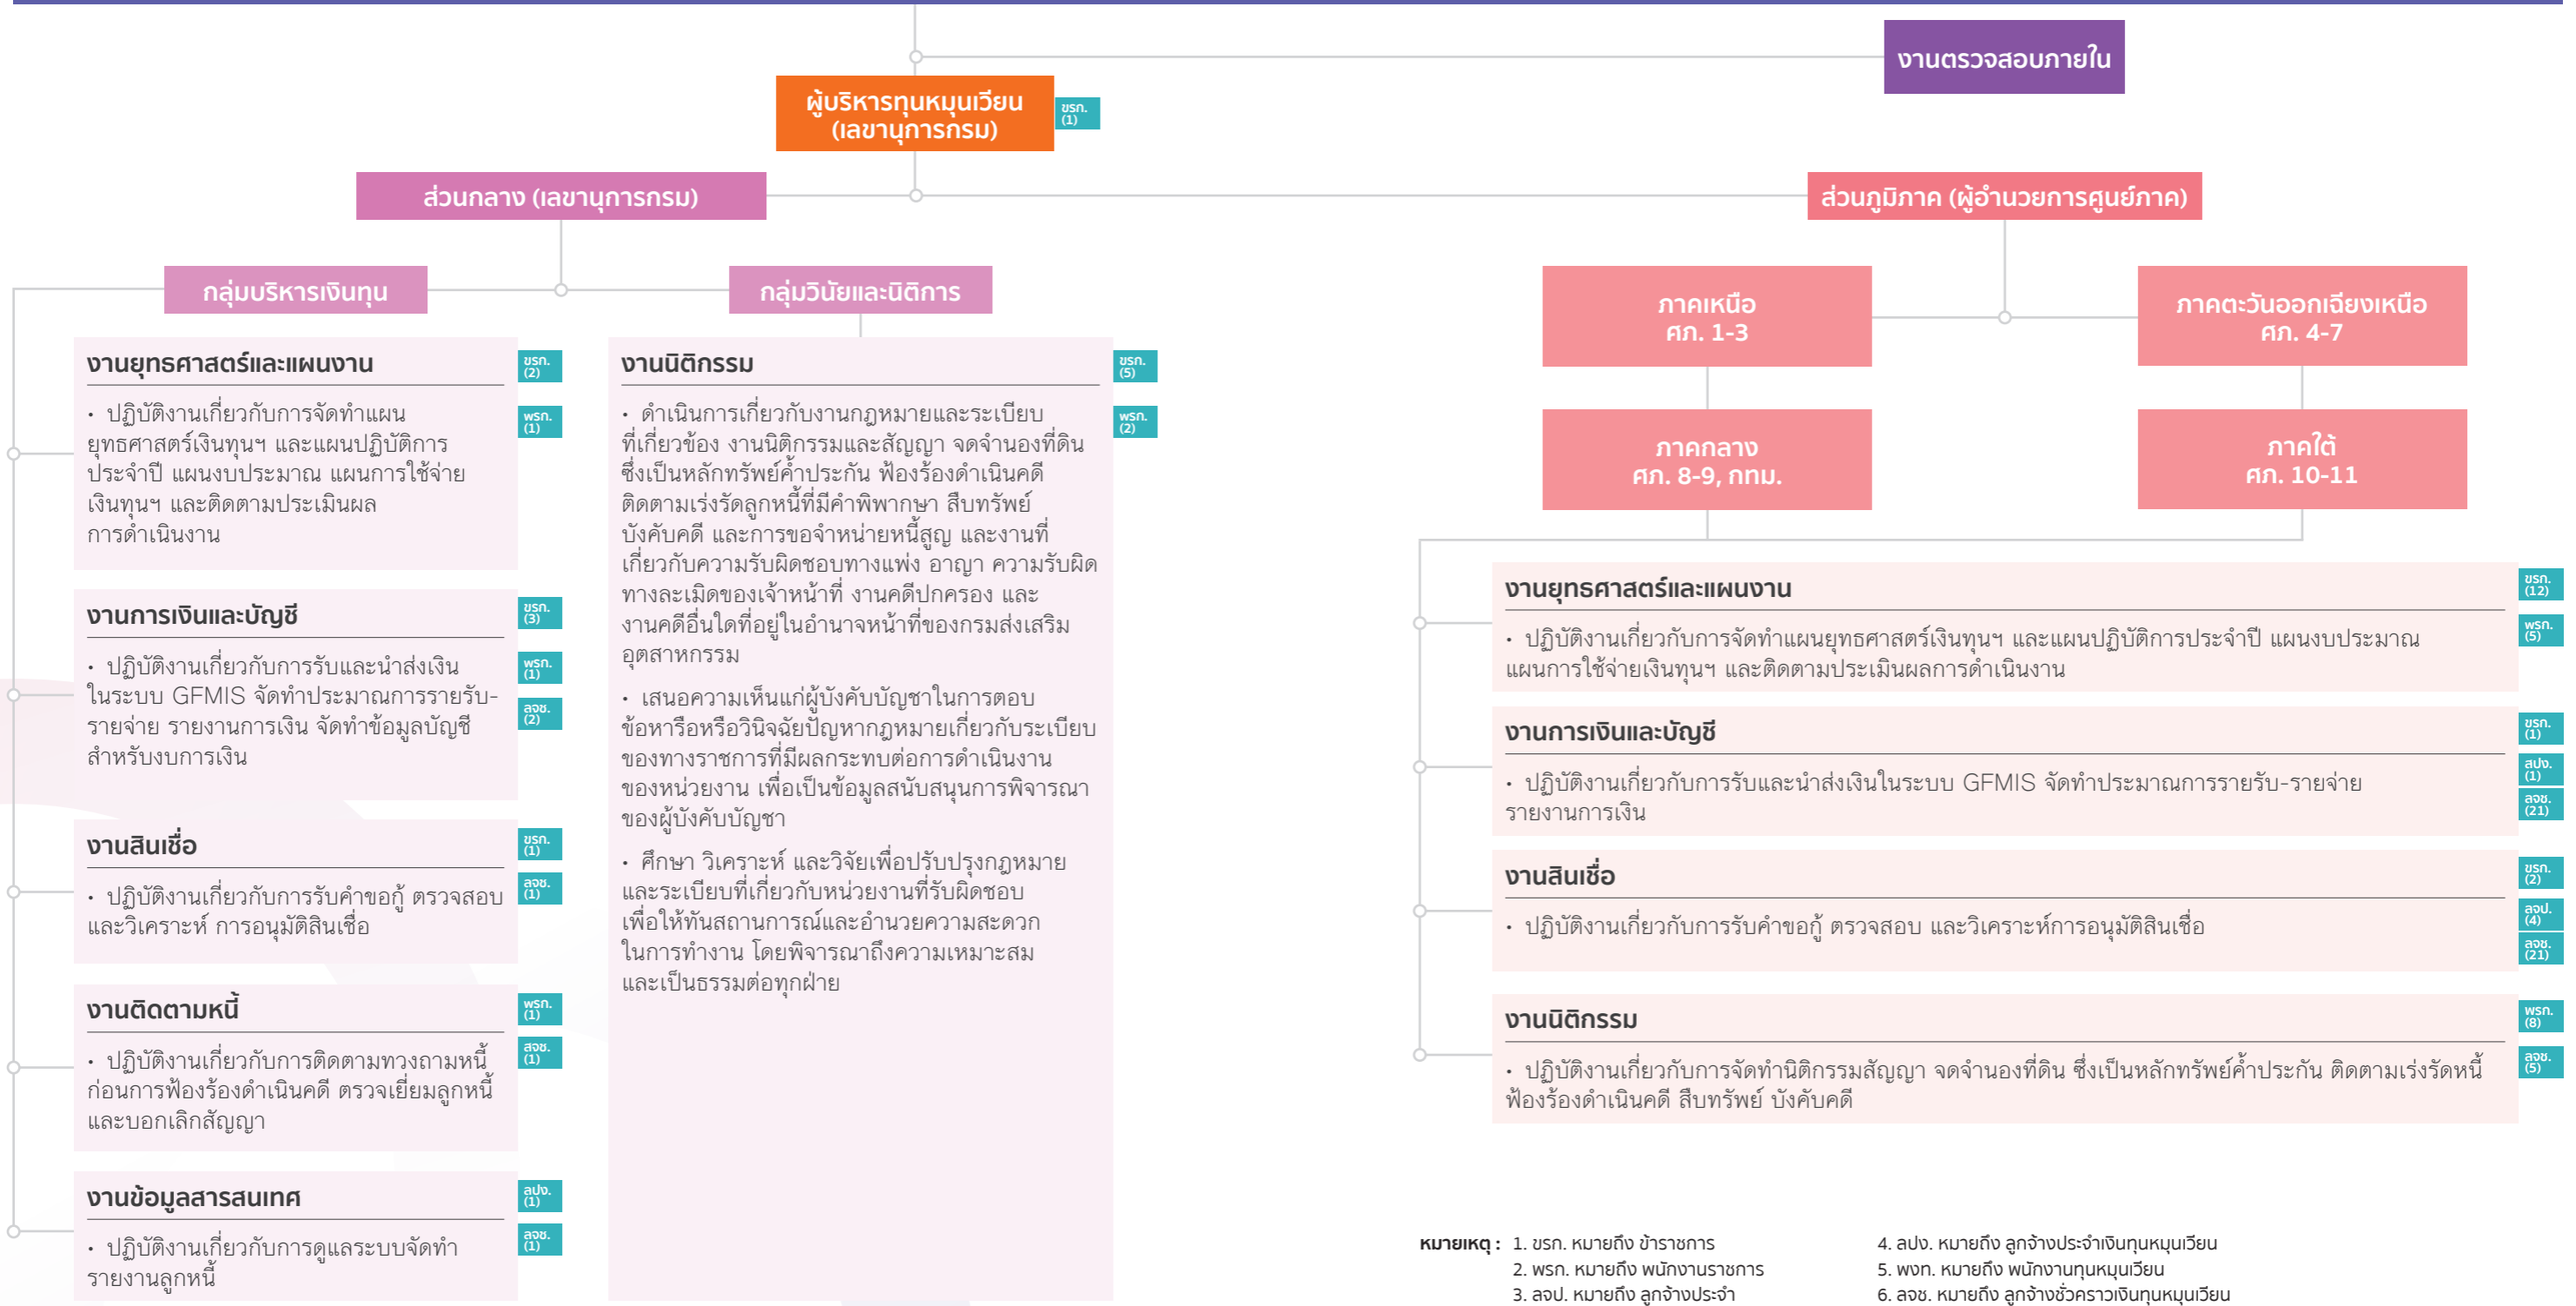 งานตรวจสอบภายใน
ผู้บริหารทุนหมุนเวียน
(เลขานุการกรม)
ขรก.
(1)
ส่วนกลาง (เลขานุการกรม)
ส่วนภูมิภาค (ผู้อำนวยการศูนย์ภาค)
กลุ่มบริหารเงินทุน
กลุ่มวินัยและนิติการ
งานยุทธศาสตร์และแผนงาน
ขรก.
(2)
พรก.
(1)
• ปฏิบัติงานเกี่ยวกับการจัดทำแผน
ยุทธศาสตร์เงินทุนฯ และแผนปฏิบัติการ
ประจำปี แผนงบประมาณ แผนการใช้จ่าย
เงินทุนฯ และติดตามประเมินผล
การดำเนินงาน
งานการเงินและบัญชี
ขรก.
(3)
พรก.
(1)
ลจช.
(2)
• ปฏิบัติงานเกี่ยวกับการรับและนำส่งเงิน
ในระบบ GFMIS จัดทำประมาณการรายรับ-
รายจ่าย รายงานการเงิน จัดทำข้อมูลบัญชี
สำหรับงบการเงิน
งานสินเชื่อ
ขรก.
(1)
ลจช.
(1)
• ปฏิบัติงานเกี่ยวกับการรับคำขอกู้ ตรวจสอบ
และวิเคราะห์ การอนุมัติสินเชื่อ
งานติดตามหนี้
พรก.
(1)
สจช.
(1)
• ปฏิบัติงานเกี่ยวกับการติดตามทวงถามหนี้
ก่อนการฟ้องร้องดำเนินคดี ตรวจเยี่ยมลูกหนี้
และบอกเลิกสัญญา
งานข้อมูลสารสนเทศ
ลปง.
(1)
ลจช.
(1)
• ปฏิบัติงานเกี่ยวกับการดูแลระบบจัดทำ
รายงานลูกหนี้
งานนิติกรรม
ขรก.
(5)
พรก.
(2)
• ดำเนินการเกี่ยวกับงานกฎหมายและระเบียบ
ที่เกี่ยวข้อง งานนิติกรรมและสัญญา จดจำนองที่ดิน
ซึ่งเป็นหลักทรัพย์ค้ำประกัน ฟ้องร้องดำเนินคดี
ติดตามเร่งรัดลูกหนี้ที่มีคำพิพากษา สืบทรัพย์
บังคับคดี และการขอจำหน่ายหนี้สูญ และงานที่
เกี่ยวกับความรับผิดชอบทางแพ่ง อาญา ความรับผิด
ทางละเมิดของเจ้าหน้าที่ งานคดีปกครอง และ
งานคดีอื่นใดที่อยู่ในอำนาจหน้าที่ของกรมส่งเสริม
อุตสาหกรรม
• เสนอความเห็นแก่ผู้บังคับบัญชาในการตอบ
ข้อหารือหรือวินิจฉัยปัญหากฎหมายเกี่ยวกับระเบียบ
ของทางราชการที่มีผลกระทบต่อการดำเนินงาน
ของหน่วยงาน เพื่อเป็นข้อมูลสนับสนุนการพิจารณา
ของผู้บังคับบัญชา
• ศึกษา วิเคราะห์ และวิจัยเพื่อปรับปรุงกฎหมาย
และระเบียบที่เกี่ยวกับหน่วยงานที่รับผิดชอบ
เพื่อให้ทันสถานการณ์และอำนวยความสะดวก
ในการทำงาน โดยพิจารณาถึงความเหมาะสม
และเป็นธรรมต่อทุกฝ่าย
ภาคเหนือ
ศภ. 1-3
ภาคตะวันออกเฉียงเหนือ
ศภ. 4-7
ภาคกลาง
ศภ. 8-9, กทม.
ภาคใต้
ศภ. 10-11
งานยุทธศาสตร์และแผนงาน
ขรก.
(12)
พรก.
(5)
• ปฏิบัติงานเกี่ยวกับการจัดทำแผนยุทธศาสตร์เงินทุนฯ และแผนปฏิบัติการประจำปี แผนงบประมาณ
แผนการใช้จ่ายเงินทุนฯ และติดตามประเมินผลการดำเนินงาน
งานการเงินและบัญชี
ขรก.
(1)
สปง.
(1)
ลจช.
(21)
• ปฏิบัติงานเกี่ยวกับการรับและนำส่งเงินในระบบ GFMIS จัดทำประมาณการรายรับ-รายจ่าย
รายงานการเงิน
งานสินเชื่อ
ขรก.
(2)
ลจป.
(4)
ลจช.
(21)
• ปฏิบัติงานเกี่ยวกับการรับคำขอกู้ ตรวจสอบ และวิเคราะห์การอนุมัติสินเชื่อ
งานนิติกรรม
พรก.
(8)
ลจช.
(5)
• ปฏิบัติงานเกี่ยวกับการจัดทำนิติกรรมสัญญา จดจำนองที่ดิน ซึ่งเป็นหลักทรัพย์ค้ำประกัน ติดตามเร่งรัดหนี้
ฟ้องร้องดำเนินคดี สืบทรัพย์ บังคับคดี
หมายเหตุ : 1. ขรก. หมายถึง ข้าราชการ
2. พรก. หมายถึง พนักงานราชการ
3. ลจป. หมายถึง ลูกจ้างประจำ
4. ลปง. หมายถึง ลูกจ้างประจำเงินทุนหมุนเวียน
5. พงท. หมายถึง พนักงานทุนหมุนเวียน
6. ลจช. หมายถึง ลูกจ้างชั่วคราวเงินทุนหมุนเวียน